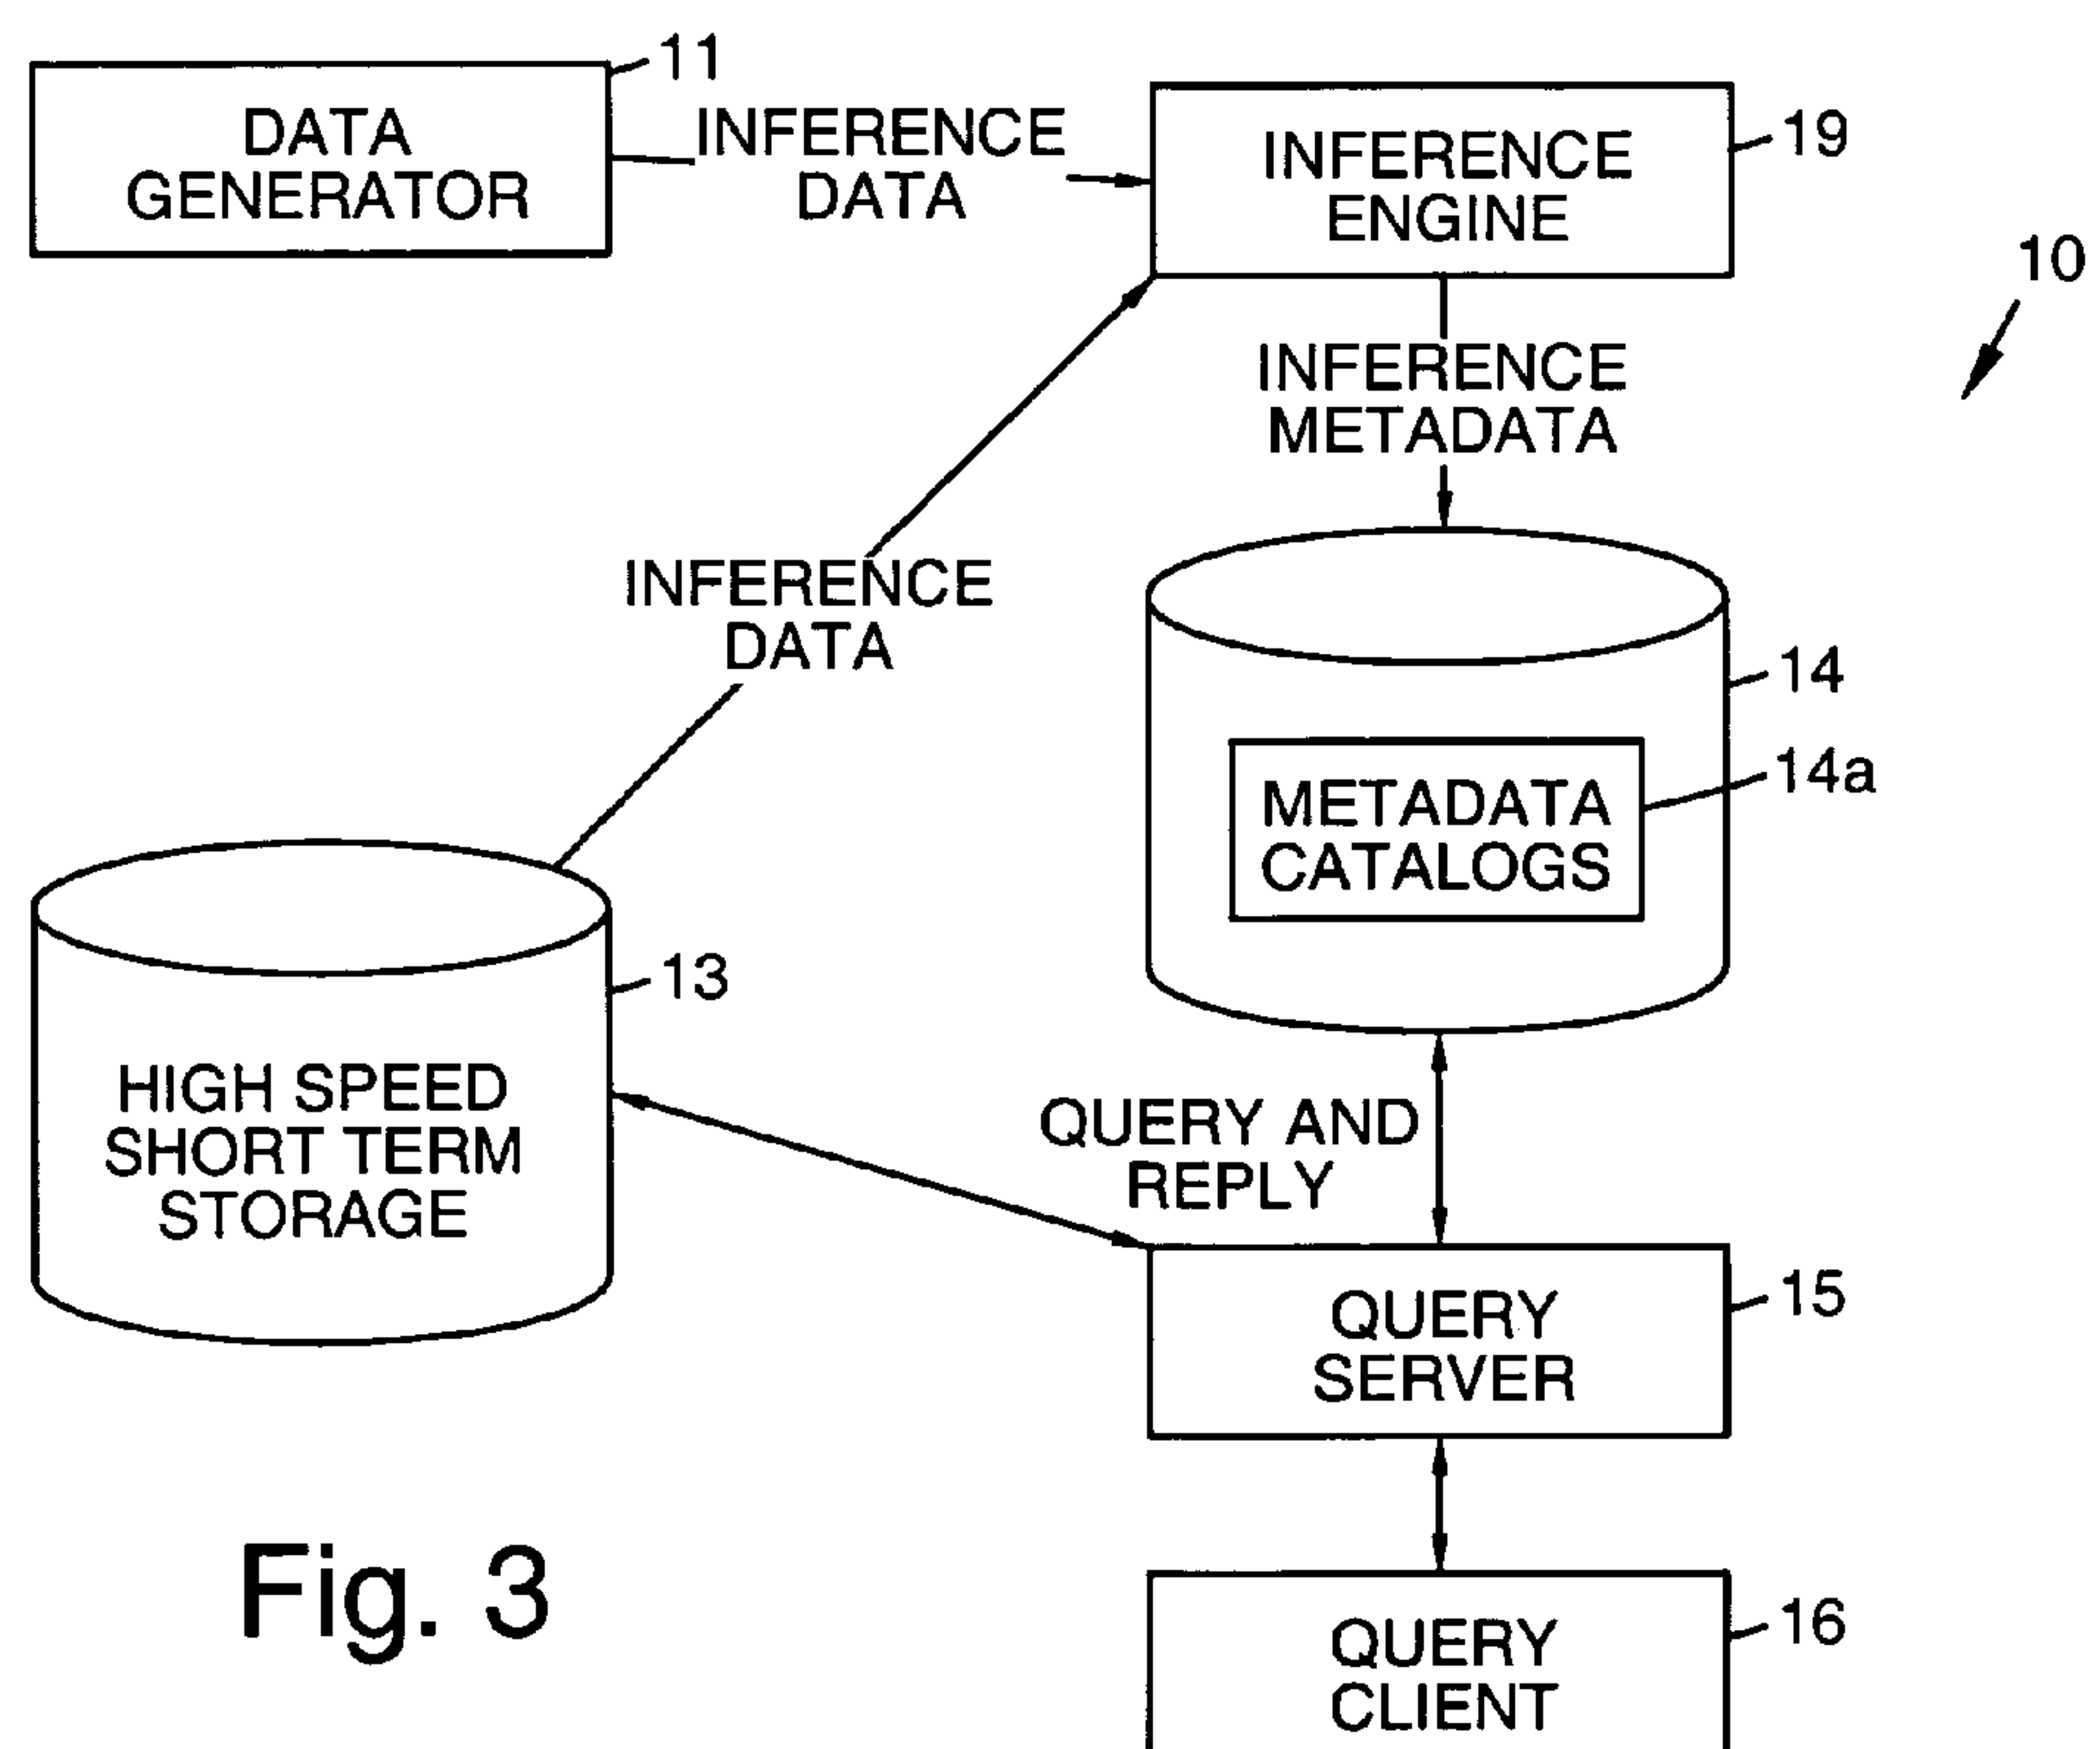 11
DATA
GENERATOR
INFERENCE
DATA
INFERENCE
ENGINE
19
10
INFERENCE
METADATA
INFERENCE
DATA
14
METADATA
CATALOGS
14a
13
HIGH SPEED
SHORT TERM
STORAGE
QUERY AND
REPLY
QUERY
SERVER
15
Fig. 3
QUERY
CLIENT
16